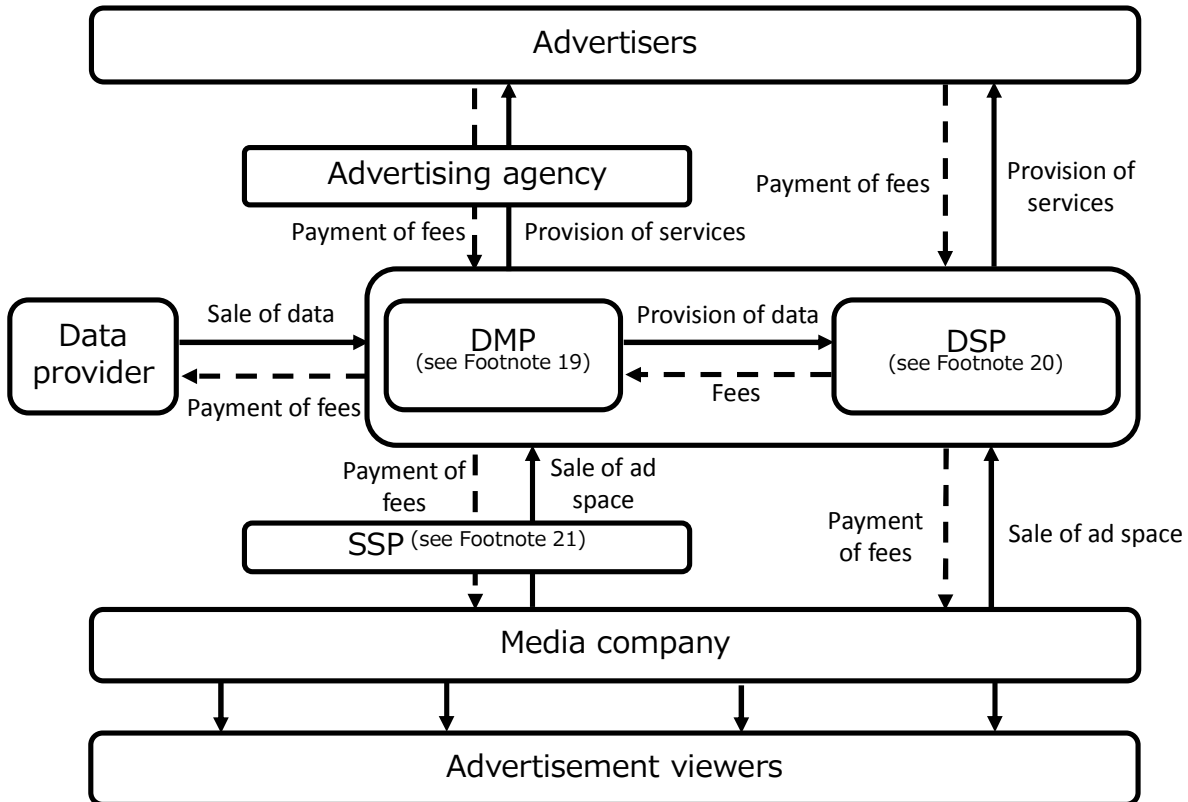 Advertisers
Advertising agency
Payment of fees
Provision of services
Payment of fees
Provision of
services
Data
provider
Sale of data
Payment of fees
DMP
(see Footnote 19)
Provision of data
Fees
DSP
(see Footnote 20)
Payment of
fees
Sale of ad
space
SSP (see Footnote 21)
Payment
of fees
Sale of ad space
Media company
Advertisement viewers